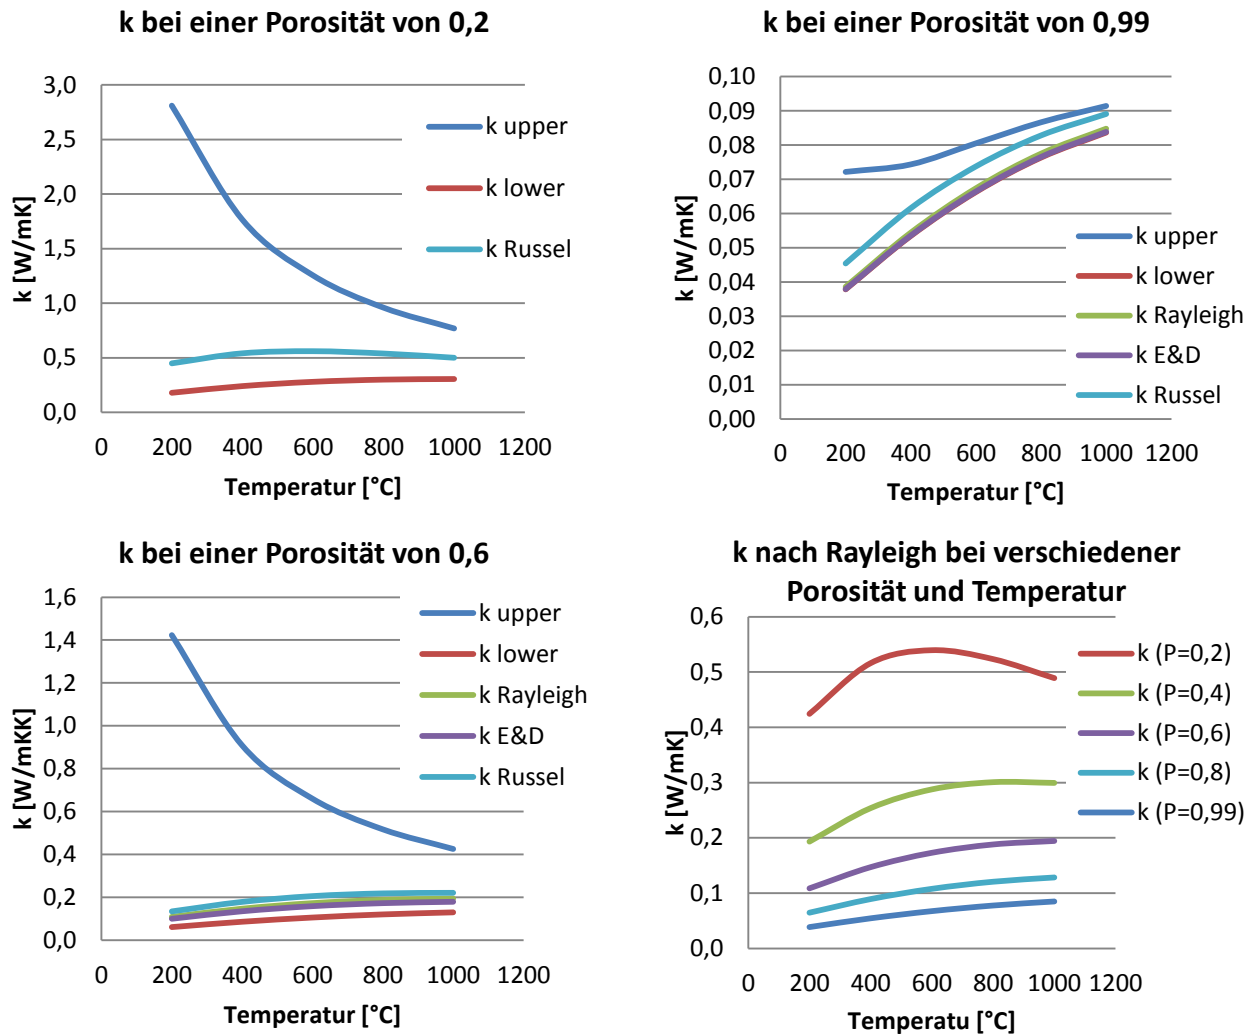 k bei einer Porosität von 0,2
3,0
2,5
2,0
1,5
1,0
0,5
0,0
k [W/mK]
0 200 400 600 800 1000 1200
Temperatur [°C]
k upper
k lower
k Russel
k bei einer Porosität von 0,99
0,10
0,09
0,08
0,07
0,06
0,05
0,04
0,03
0,02
0,01
0,00
k [W/mK]
0 200 400 600 800 1000 1200
Temperatur [°C]
k upper
k lower
k Rayleigh
k E&D
k Russel
k bei einer Porosität von 0,6
1,6
1,4
1,2
1,0
0,8
0,6
0,4
0,2
0,0
k [W/mKK]
0 200 400 600 800 1000 1200
Temperatur [°C]
k upper
k lower
k Rayleigh
k E&D
k Russel
k nach Rayleigh bei verschiedener
Porosität und Temperatur
0,6
0,5
0,4
0,3
0,2
0,1
0,0
k [W/mK]
0 200 400 600 800 1000 1200
Temperatu [°C]
k (P=0,2)
k (P=0,4)
k (P=0,6)
k (P=0,8)
k (P=0,99)